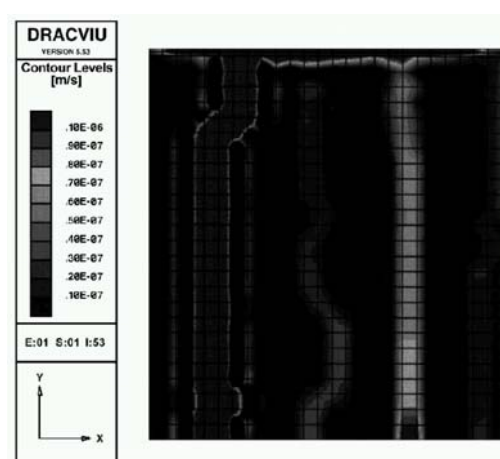 DRACVIU
VERSION 5.53
Contour Levels
[m/s]
.10E-06
.90E-07
.80E-07
.70E-07
.60E-07
.50E-07
.40E-07
.30E-07
.20E-07
.10E-07
E:01 S:01 I:53
Y
X